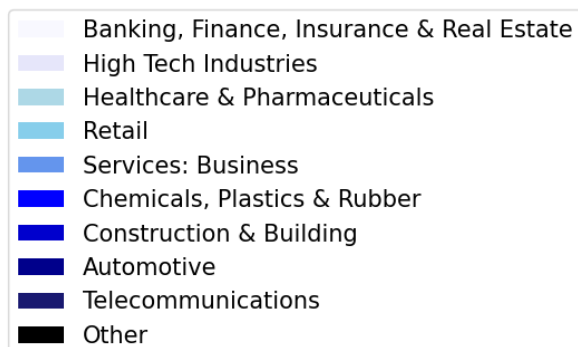 Banking, Finance, Insurance & Real Estate
High Tech Industries
Healthcare & Pharmaceuticals
Retail
Services: Business
Chemicals, Plastics & Rubber
Construction & Building
Automotive
Telecommunications
Other